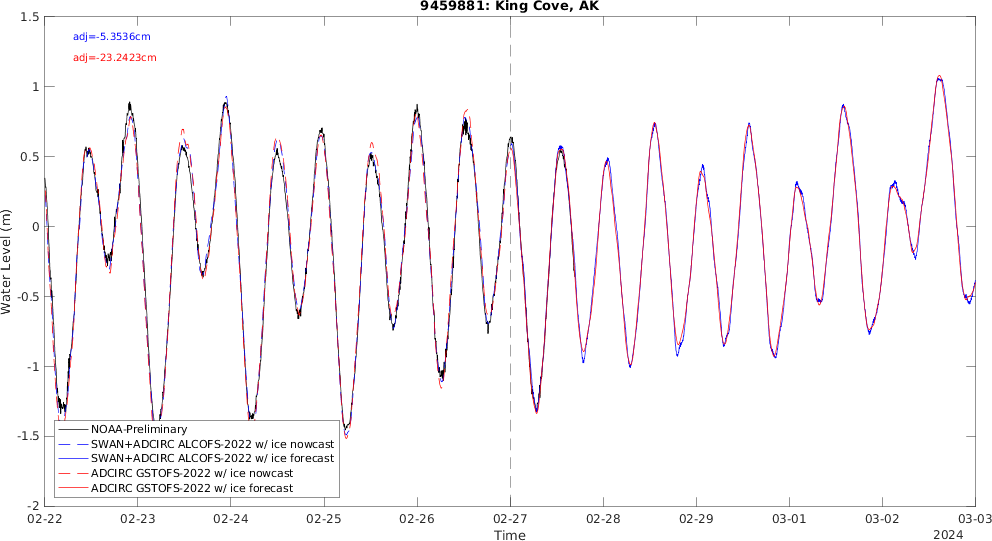 9459881: King Cove, AK
adj=-5.3536cm
adj=-23.2423cm
Water Level (m)
1.5
1
0.5
0
-0.5
-1
-1.5
-2
NOAA-Preliminary
SWAN+ADCIRC ALCOFS-2022 w/ ice nowcast
SWAN+ADCIRC ALCOFS-2022 w/ ice forecast
ADCIRC GSTOFS-2022 w/ ice nowcast
ADCIRC GSTOFS-2022 w/ ice forecast
02-22 02-23 02-24 02-25 02-26 02-27 02-28 02-29 03-01 03-02 03-03
Time
2024